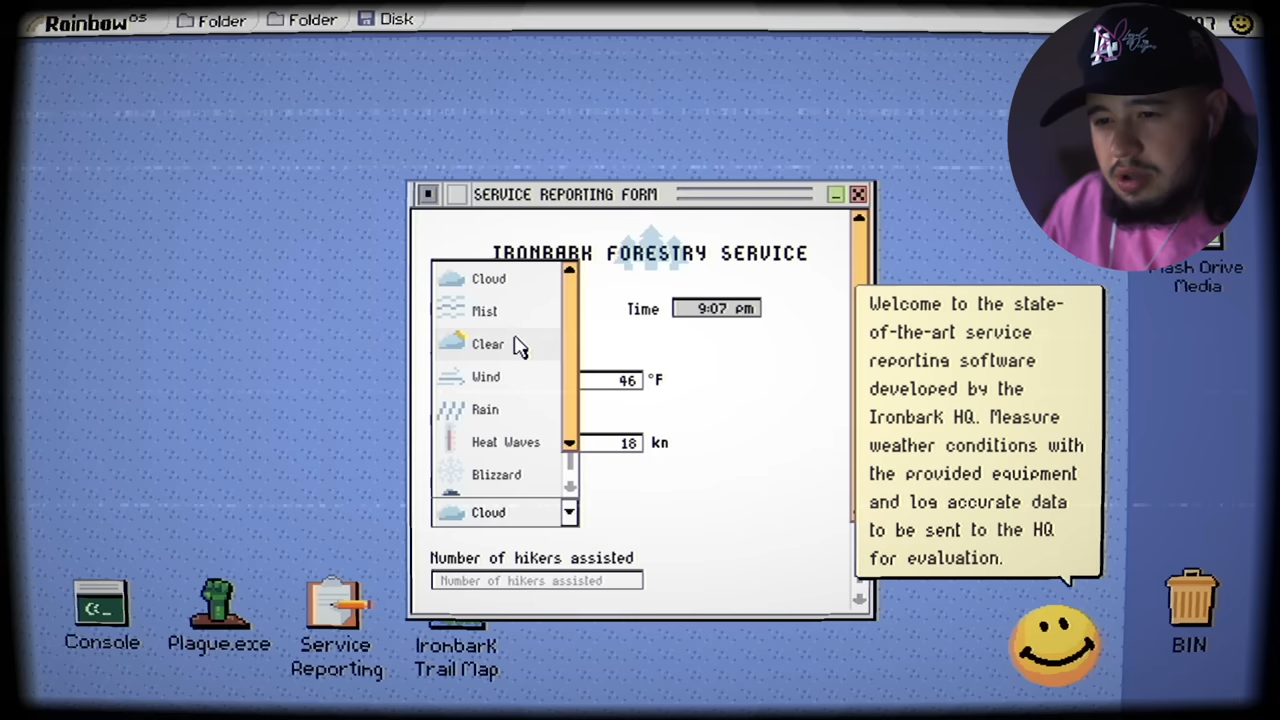 Rainbow OS
Folder
Folder
Disk
SERVICE REPORTING FORM
IRONBARK FORESTRY SERVICE
Cloud
Mist
Clear
Wind
Rain
Heat Waves
Blizzard
Cloud
Time
9:07 pm
46 °F
18 kn
Number of hikers assisted
Number of hikers assisted
Welcome to the state-
of-the-art service
reporting software
developed by the
Ironbark HQ. Measure
weather conditions with
the provided equipment
and log accurate data
to be sent to the HQ
for evaluation.
Media
Console
Plague.exe
Service
Reporting
Ironbark
Trail Map
BIN